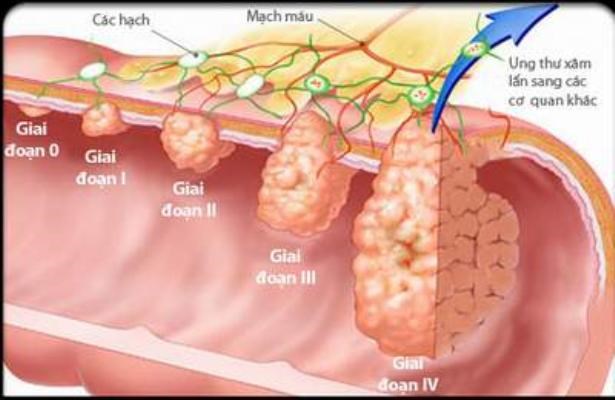 Các hạch
Mạch máu
Ung thư xâm
lấn sang các
cơ quan khác
Giai
đoạn 0
Giai
đoạn I
Giai
đoạn II
Giai
đoạn III
Giai
đoạn IV